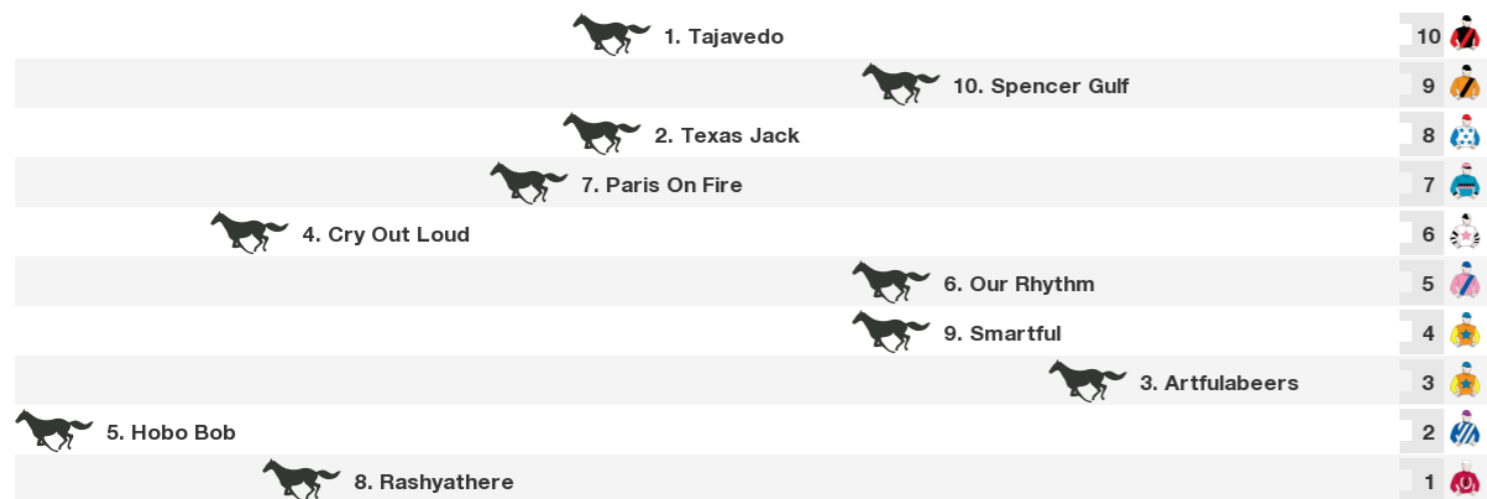 1. Tajavedo 10
10. Spencer Gulf 9
2. Texas Jack 8
7. Paris On Fire 7
4. Cry Out Loud 6
6. Our Rhythm 5
9. Smartful 4
3. Artfulabeers 3
5. Hobo Bob 2
8. Rashyathere 1